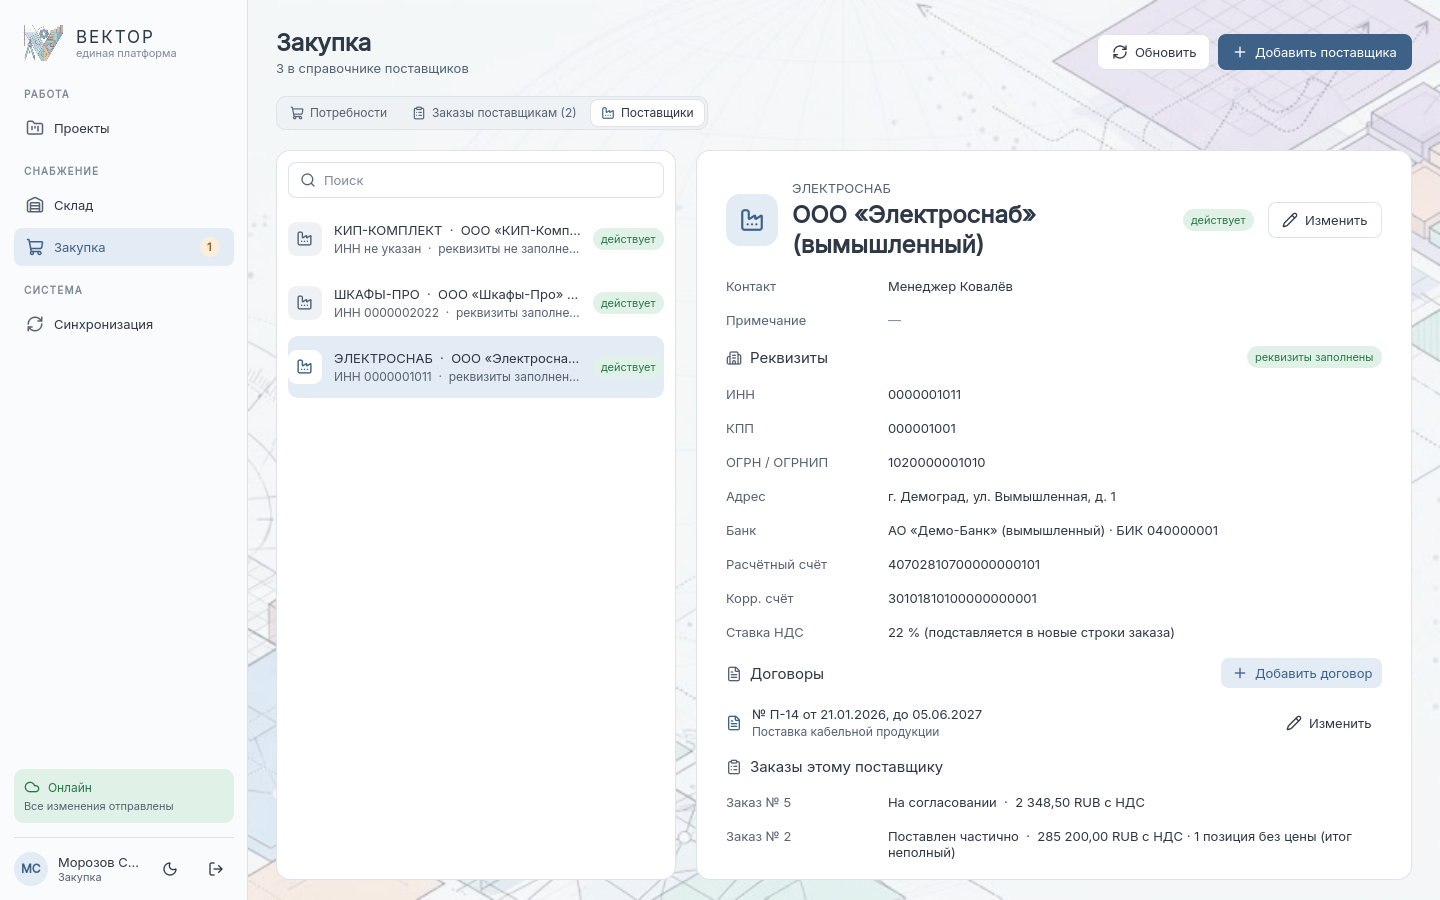 ВЕКТОР
единая платформа
РАБОТА
Проекты
СНАБЖЕНИЕ
Склад
Закупка 1
СИСТЕМА
Синхронизация
Онлайн
Все изменения отправлены
МС
Морозов С...
Закупка
Закупка
3 в справочнике поставщиков
Обновить
Добавить поставщика
Потребности
Заказы поставщикам (2)
Поставщики
Поиск
КИП-КОМПЛЕКТ · ООО «КИП-Комп...
ИНН не указан · реквизиты не заполне...
действует
ШКАФЫ-ПРО · ООО «Шкафы-Про» ...
ИНН 0000002022 · реквизиты заполне...
действует
ЭЛЕКТРОСНАБ · ООО «Электросна...
ИНН 0000001011 · реквизиты заполнен...
действует
ЭЛЕКТРОСНАБ
ООО «Электроснаб»
(вымышленный)
действует
Изменить
Контакт Менеджер Ковалёв
Примечание —
Реквизиты реквизиты заполнены
ИНН 0000001011
КПП 000001001
ОГРН / ОГРНИП 1020000001010
Адрес г. Демоград, ул. Вымышленная, д. 1
Банк АО «Демо-Банк» (вымышленный) · БИК 040000001
Расчётный счёт 40702810700000000101
Корр. счёт 30101810100000000001
Ставка НДС 22 % (подставляется в новые строки заказа)
Договоры Добавить договор
№ П-14 от 21.01.2026, до 05.06.2027
Поставка кабельной продукции
Изменить
Заказы этому поставщику
Заказ № 5 На согласовании · 2 348,50 RUB с НДС
Заказ № 2 Поставлен частично · 285 200,00 RUB с НДС · 1 позиция без цены (итог
неполный)